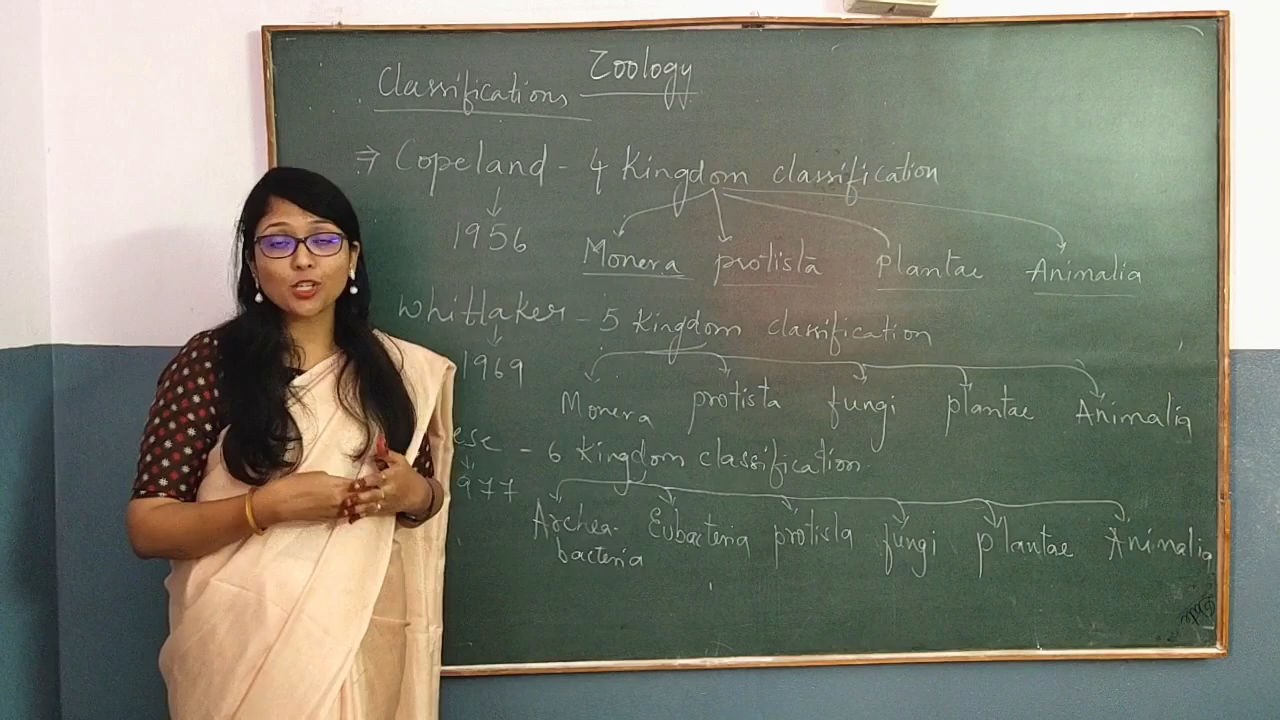 Zoology
Classifications
⇒ Copeland - 4 Kingdom classification
1956
Monera protista plantae Animalia
Whittaker - 5 Kingdom classification
1969
Monera protista fungi plantae Animalia
ese - 6 Kingdom classification
977
Archea- Eubacteria protista fungi plantae Animalia
bacteria